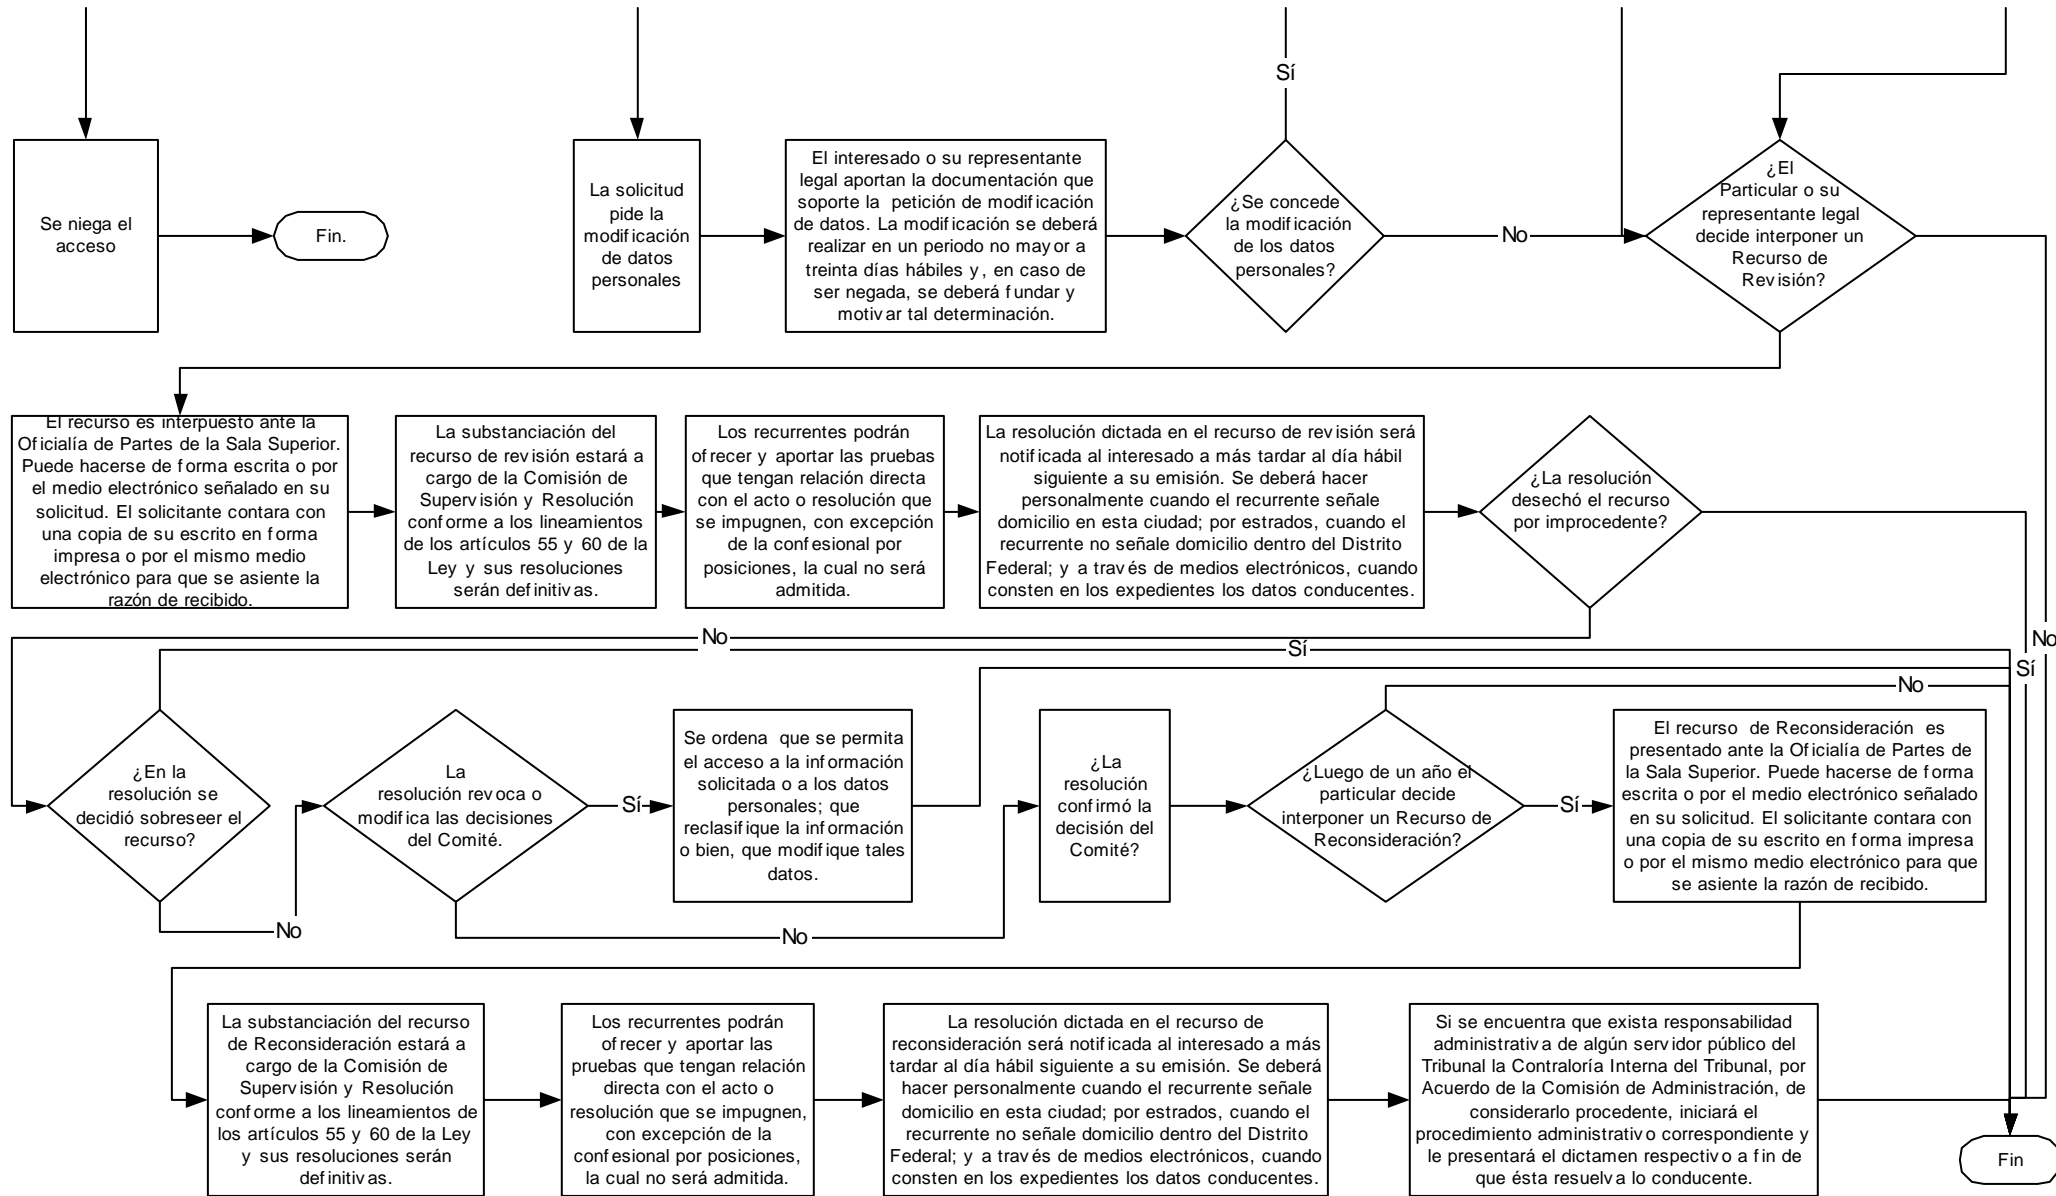 Sí
Se niega el
acceso
Fin.
La solicitud
pide la
modificación
de datos
personales
El interesado o su representante
legal aportan la documentación que
soporte la petición de modificación
de datos. La modificación se deberá
realizar en un periodo no mayor a
treinta días hábiles y, en caso de
ser negada, se deberá fundar y
motivar tal determinación.
¿Se concede
la modificación
de los datos
personales?
No
¿El
Particular o su
representante legal
decide interponer un
Recurso de
Revisión?
El recurso es interpuesto ante la
Oficialía de Partes de la Sala Superior.
Puede hacerse de forma escrita o por
el medio electrónico señalado en su
solicitud. El solicitante contara con
una copia de su escrito en forma
impresa o por el mismo medio
electrónico para que se asiente la
razón de recibido.
La substanciación del
recurso de revisión estará a
cargo de la Comisión de
Supervisión y Resolución
conforme a los lineamientos
de los artículos 55 y 60 de la
Ley y sus resoluciones
serán definitivas.
Los recurrentes podrán
ofrecer y aportar las pruebas
que tengan relación directa
con el acto o resolución que
se impugnen, con excepción
de la confesional por
posiciones, la cual no será
admitida.
La resolución dictada en el recurso de revisión será
notificada al interesado a más tardar al día hábil
siguiente a su emisión. Se deberá hacer
personalmente cuando el recurrente señale
domicilio en esta ciudad; por estrados, cuando el
recurrente no señale domicilio dentro del Distrito
Federal; y a través de medios electrónicos, cuando
consten en los expedientes los datos conducentes.
¿La resolución
desechó el recurso
por improcedente?
No
Sí
No
Sí
No
¿En la
resolución se
decidió sobreseer el
recurso?
No
La
resolución revoca o
modifica las decisiones
del Comité.
Sí
No
Se ordena que se permita
el acceso a la información
solicitada o a los datos
personales; que
reclasifique la información
o bien, que modifique tales
datos.
¿La
resolución
confirmó la
decisión del
Comité?
¿Luego de un año el
particular decide
interponer un Recurso de
Reconsideración?
Sí
El recurso de Reconsideración es
presentado ante la Oficialía de Partes de
la Sala Superior. Puede hacerse de forma
escrita o por el medio electrónico señalado
en su solicitud. El solicitante contara con
una copia de su escrito en forma impresa
o por el mismo medio electrónico para que
se asiente la razón de recibido.
La substanciación del recurso
de Reconsideración estará a
cargo de la Comisión de
Supervisión y Resolución
conforme a los lineamientos de
los artículos 55 y 60 de la Ley
y sus resoluciones serán
definitivas.
Los recurrentes podrán
ofrecer y aportar las
pruebas que tengan relación
directa con el acto o
resolución que se impugnen,
con excepción de la
confesional por posiciones,
la cual no será admitida.
La resolución dictada en el recurso de
reconsideración será notificada al interesado a más
tardar al día hábil siguiente a su emisión. Se deberá
hacer personalmente cuando el recurrente señale
domicilio en esta ciudad; por estrados, cuando el
recurrente no señale domicilio dentro del Distrito
Federal; y a través de medios electrónicos, cuando
consten en los expedientes los datos conducentes.
Si se encuentra que exista responsabilidad
administrativa de algún servidor público del
Tribunal la Contraloría Interna del Tribunal, por
Acuerdo de la Comisión de Administración, de
considerarlo procedente, iniciará el
procedimiento administrativo correspondiente y
le presentará el dictamen respectivo a fin de
que ésta resuelva lo conducente.
Fin